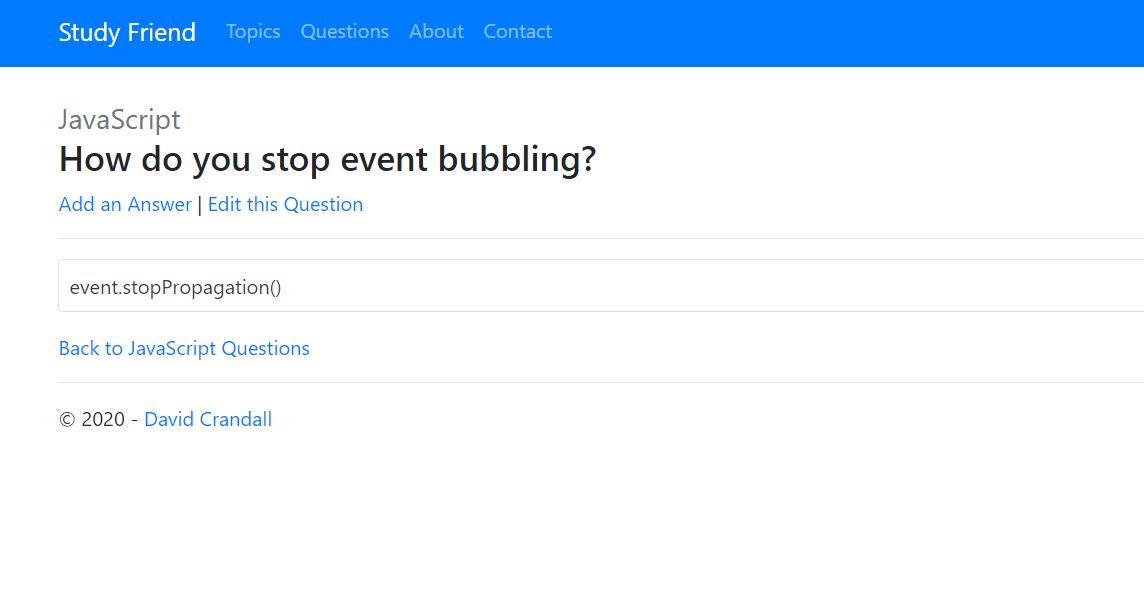 Study Friend Topics Questions About Contact
JavaScript
How do you stop event bubbling?
Add an Answer | Edit this Question
event.stopPropagation()
Back to JavaScript Questions
© 2020 - David Crandall